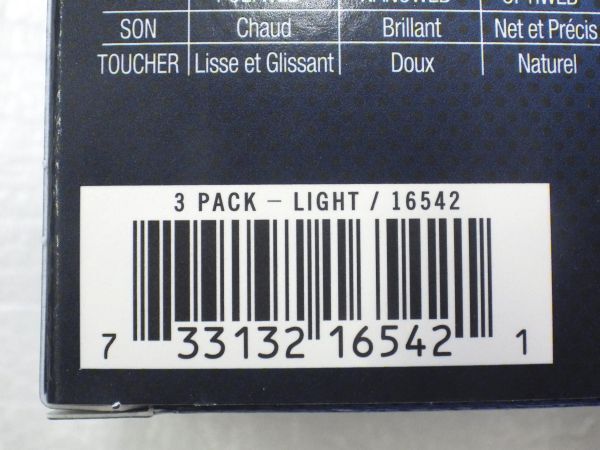 SON Chaud Brillant Net et Précis
TOUCHER Lisse et Glissant Doux Naturel
3 PACK – LIGHT / 16542
7 33132 16542 1